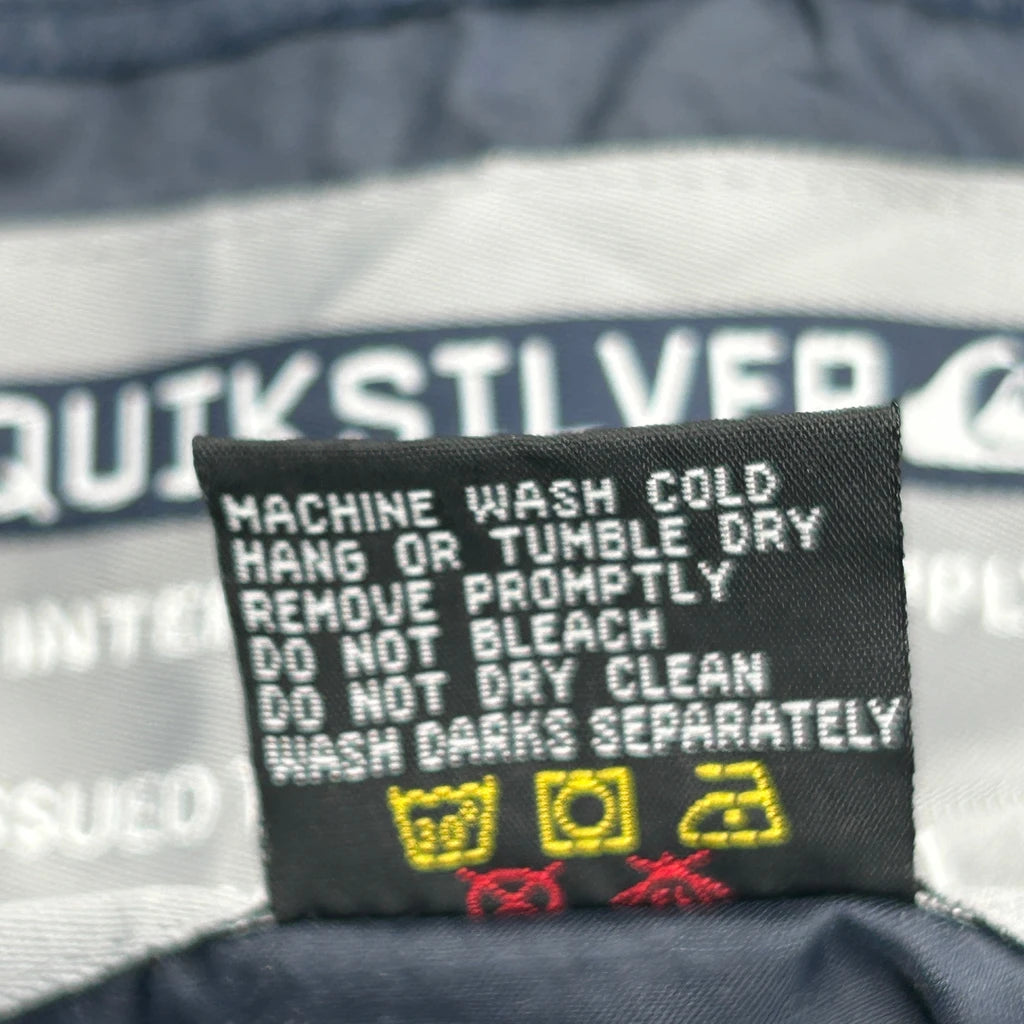 QUIKSILVER
MACHINE WASH COLD
HANG OR TUMBLE DRY
REMOVE PROMPTLY
DO NOT BLEACH
DO NOT DRY CLEAN
WASH DARKS SEPARATELY
30°